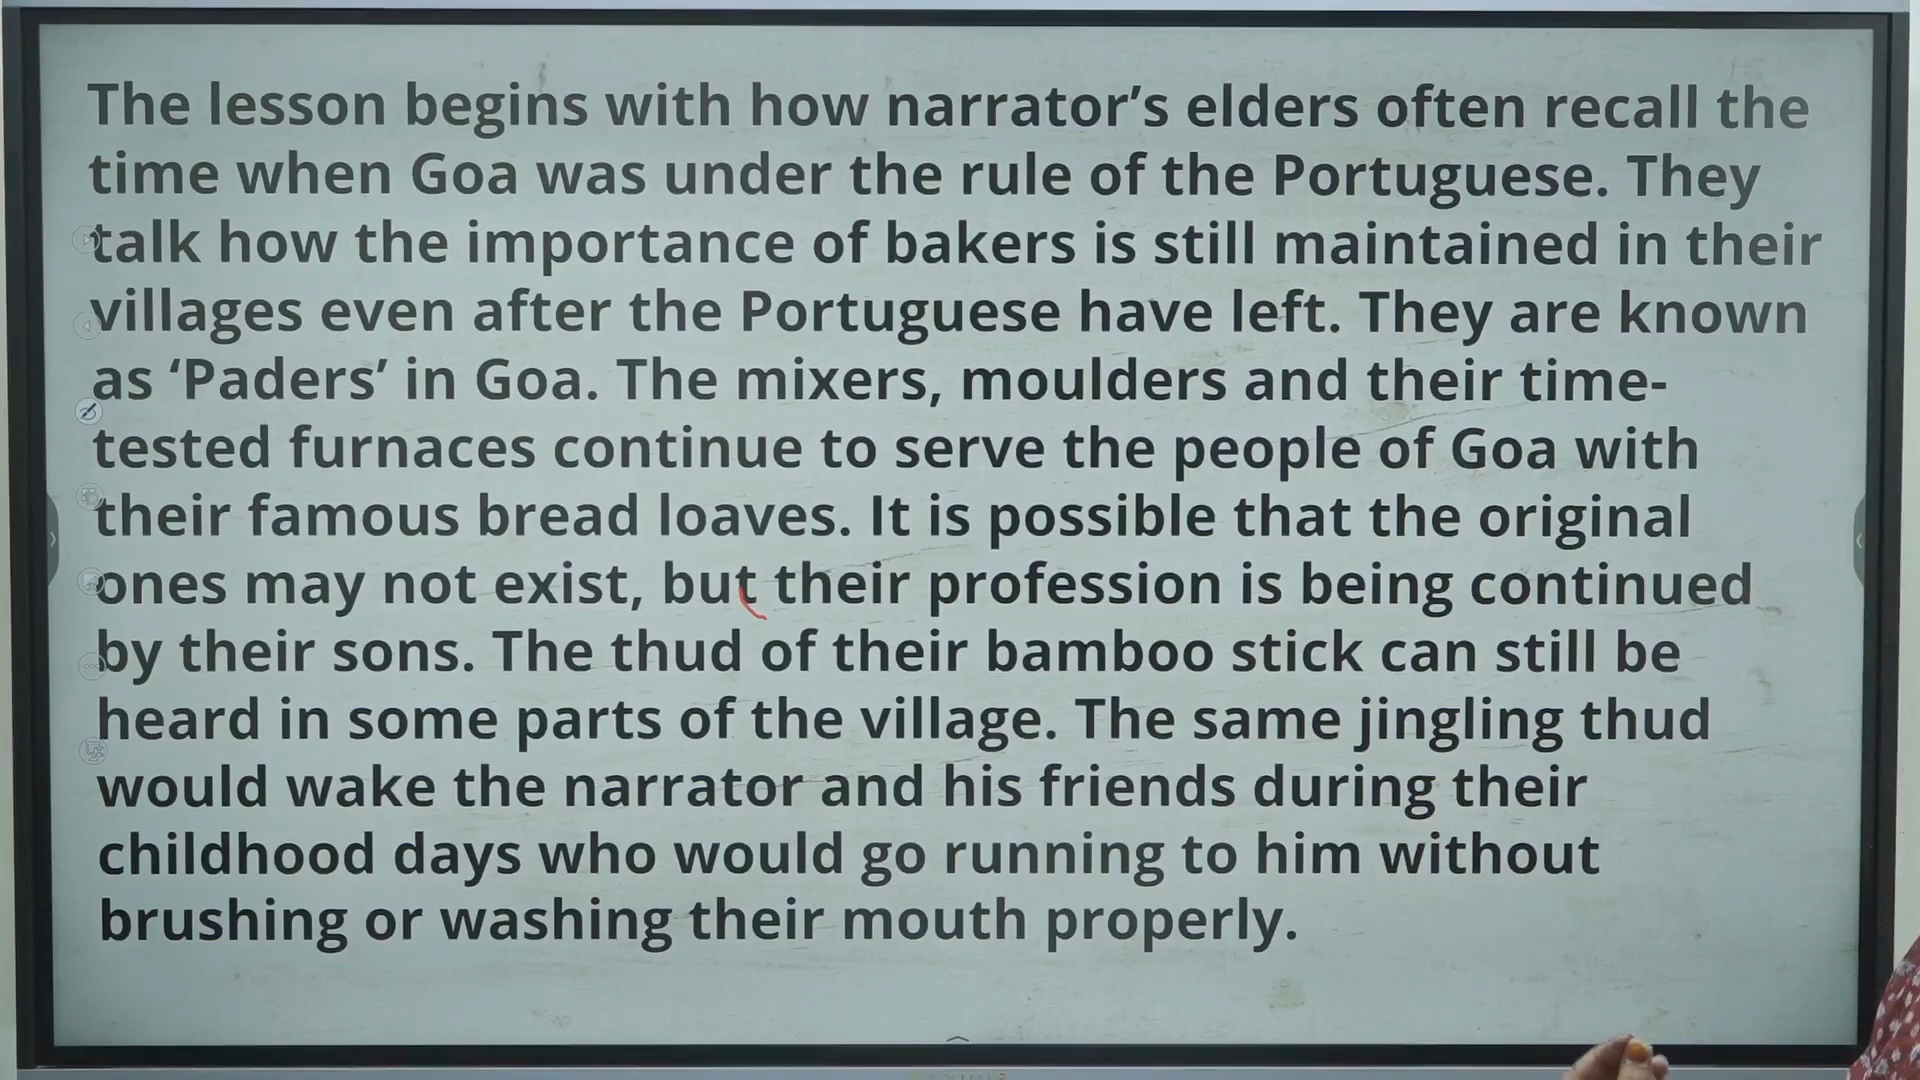 The lesson begins with how narrator’s elders often recall the
time when Goa was under the rule of the Portuguese. They
talk how the importance of bakers is still maintained in their
villages even after the Portuguese have left. They are known
as ‘Paders’ in Goa. The mixers, moulders and their time-
tested furnaces continue to serve the people of Goa with
their famous bread loaves. It is possible that the original
ones may not exist, but their profession is being continued
by their sons. The thud of their bamboo stick can still be
heard in some parts of the village. The same jingling thud
would wake the narrator and his friends during their
childhood days who would go running to him without
brushing or washing their mouth properly.